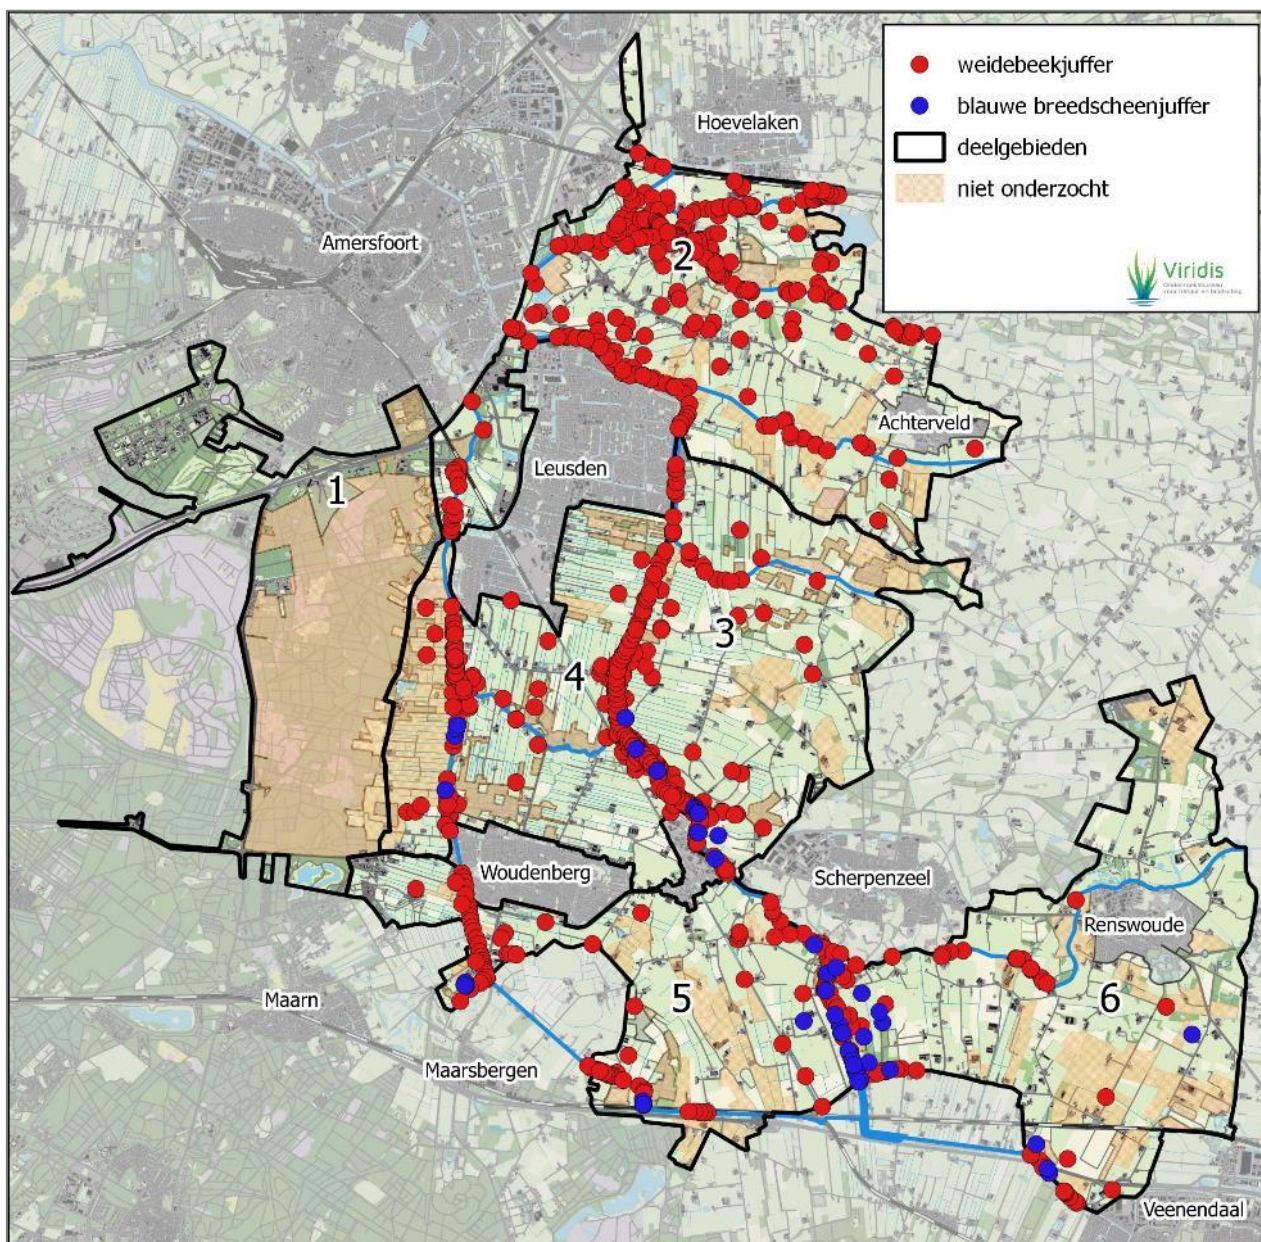 weidebeekjuffer
blauwe breedscheenjuffer
deelgebieden
niet onderzocht
Viridis
Hoevelaken
Amersfoort
2
Achterveld
Leusden
1
3
4
Woudenberg
Scherpenzeel
Renswoude
Maarn
5
6
Maarsbergen
Veenendaal